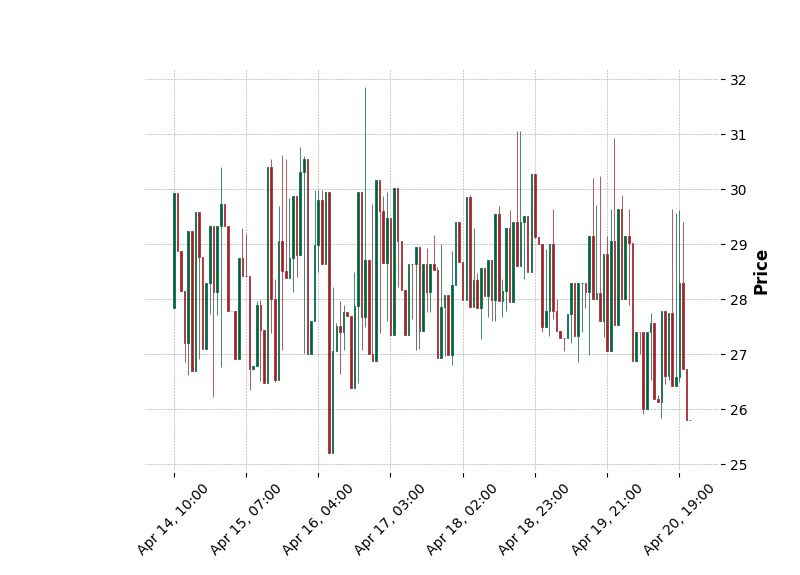 32
31
30
29
28
27
26
25
Price
Apr 14, 10:00
Apr 15, 07:00
Apr 16, 04:00
Apr 17, 03:00
Apr 18, 02:00
Apr 18, 23:00
Apr 19, 21:00
Apr 20, 19:00